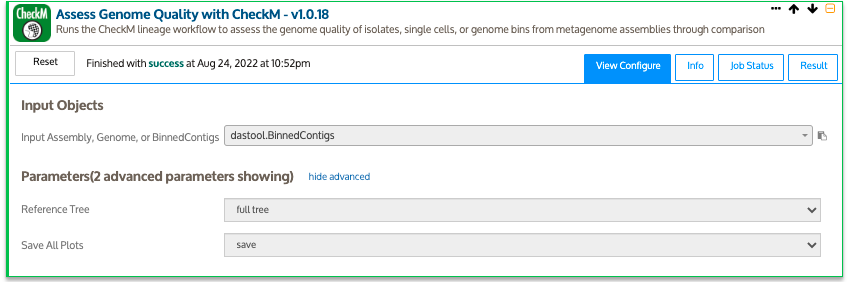 CheckM
Assess Genome Quality with CheckM - v1.0.18
Runs the CheckM lineage workflow to assess the genome quality of isolates, single cells, or genome bins from metagenome assemblies through comparison
Reset
Finished with success at Aug 24, 2022 at 10:52pm
View Configure
Info
Job Status
Result
Input Objects
Input Assembly, Genome, or BinnedContigs
dastool.BinnedContigs
Parameters(2 advanced parameters showing)
hide advanced
Reference Tree
full tree
Save All Plots
save